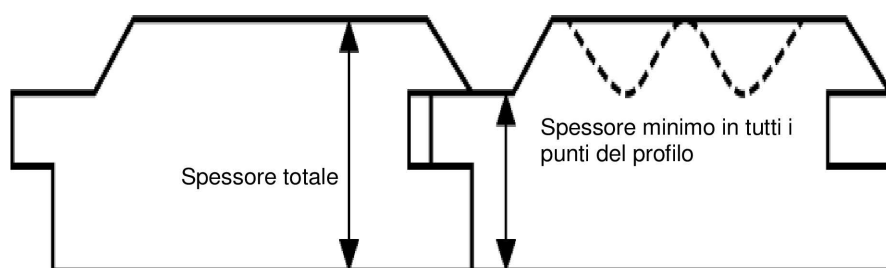 Spessore totale
Spessore minimo in tutti i
punti del profilo